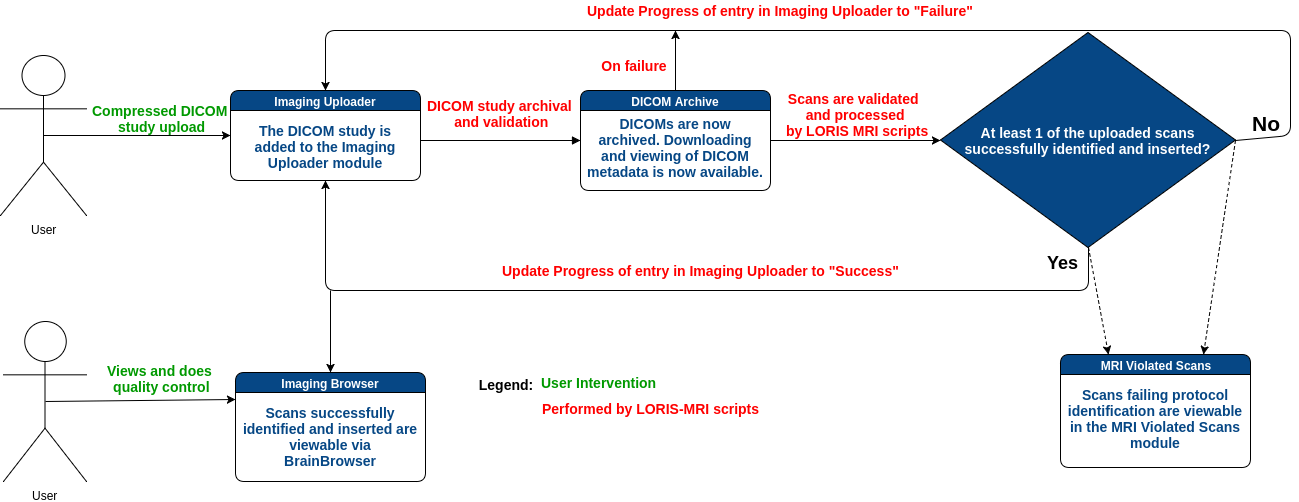 Update Progress of entry in Imaging Uploader to "Failure"
On failure
Compressed DICOM
study upload
User
Imaging Uploader
The DICOM study is
added to the Imaging
Uploader module
DICOM study archival
and validation
DICOM Archive
DICOMs are now
archived. Downloading
and viewing of DICOM
metadata is now available.
Scans are validated
and processed
by LORIS MRI scripts
At least 1 of the uploaded scans
successfully identified and inserted?
No
Yes
Update Progress of entry in Imaging Uploader to "Success"
Views and does
quality control
User
Imaging Browser
Scans successfully
identified and inserted are
viewable via
BrainBrowser
Legend: User Intervention
Performed by LORIS-MRI scripts
MRI Violated Scans
Scans failing protocol
identification are viewable
in the MRI Violated Scans
module